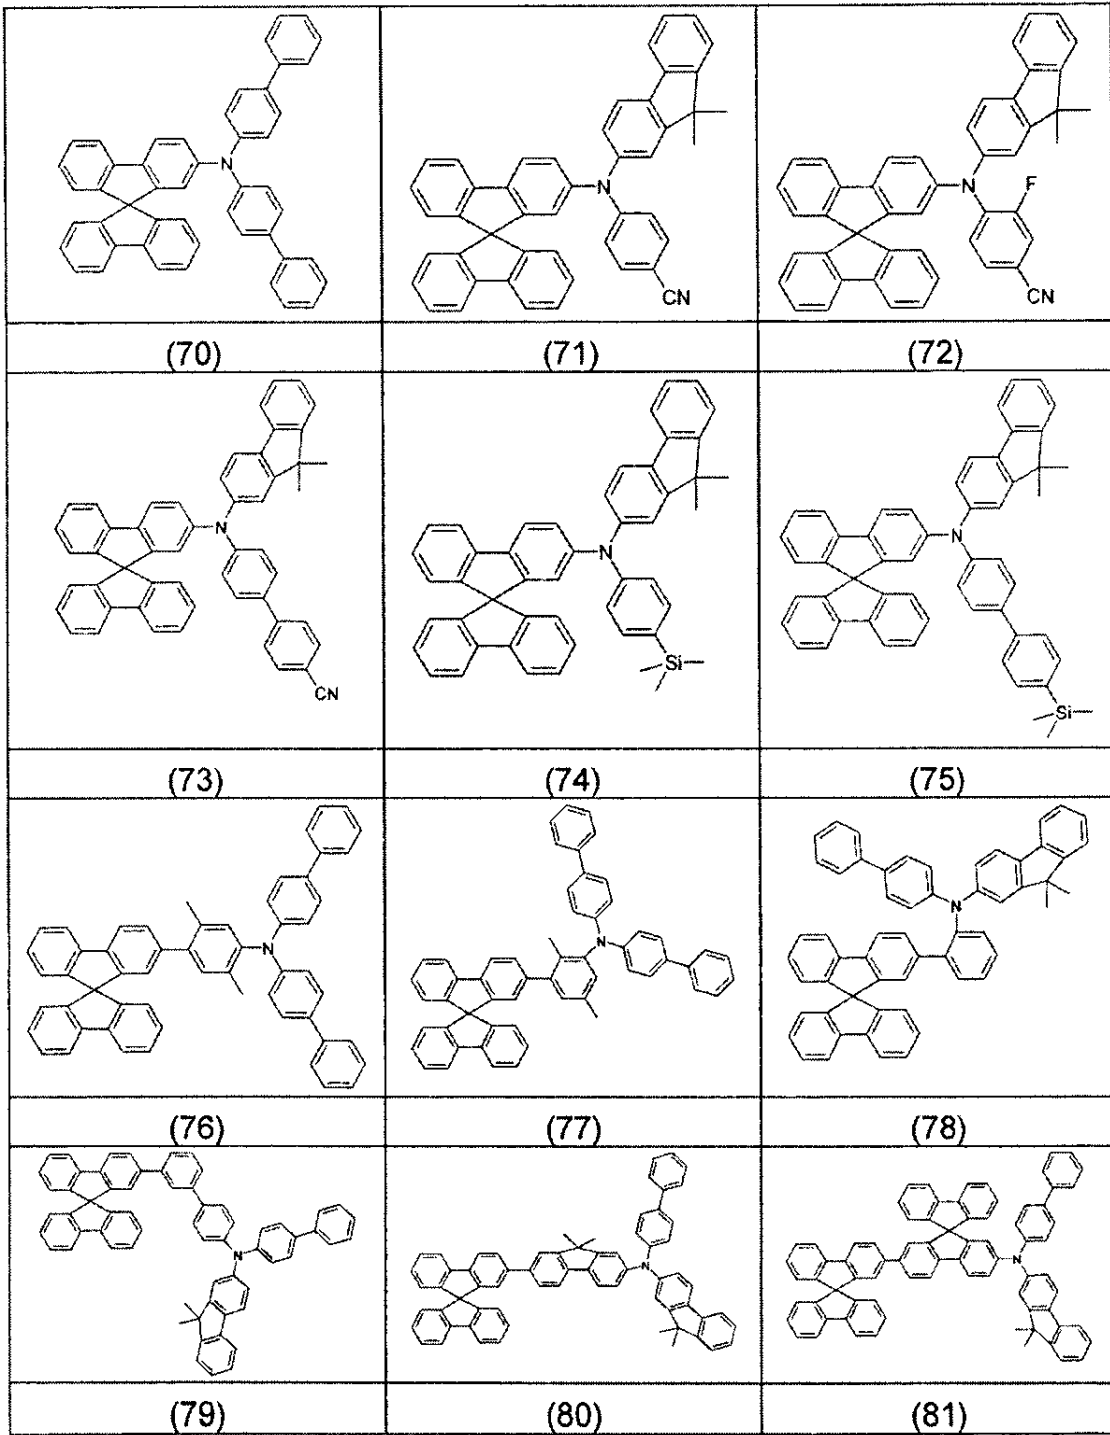 N
N
CN
N
F
CN
(70) (71) (72)
N
CN
N
Si
N
Si
(73) (74) (75)
N
N
N
(76) (77) (78)
N
N
N
(79) (80) (81)